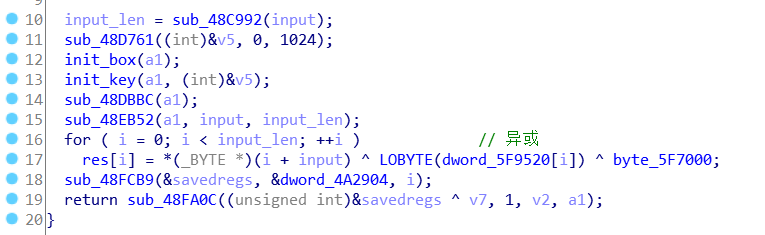 10 input_len = sub_48C992(input);
11 sub_48D761((int)&v5, 0, 1024);
12 init_box(a1);
13 init_key(a1, (int)&v5);
14 sub_48DBBC(a1);
15 sub_48EB52(a1, input, input_len);
16 for ( i = 0; i < input_len; ++i ) // 异或
17 res[i] = *(_BYTE *)(i + input) ^ LOBYTE(dword_5F9520[i]) ^ byte_5F7000;
18 sub_48FCB9(&savedregs, &dword_4A2904, i);
19 return sub_48FA0C((unsigned int)&savedregs ^ v7, 1, v2, a1);
20 }